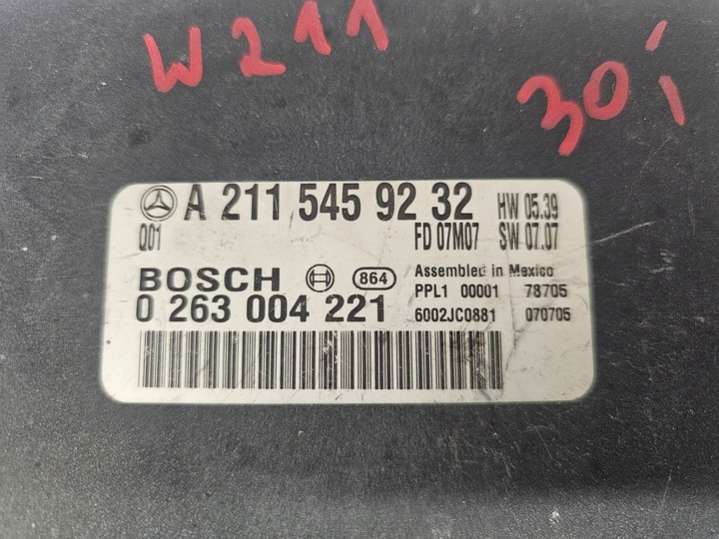 W211
30i
A 211 545 92 32 HW 05.39
Q01 FD 07M07 SW 07.07
BOSCH 864 Assembled in Mexico
0 263 004 221 PPL1 00001 78705
6002JC0881 070705